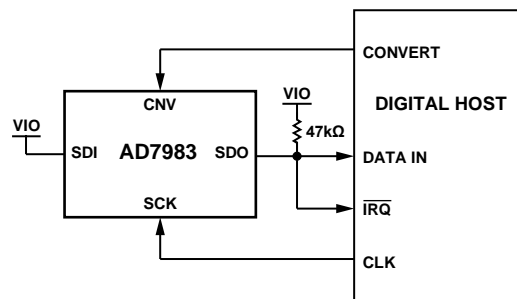 CONVERT
CNV
VIO
DIGITAL HOST
VIO
47kΩ
SDI
AD7983
SDO
DATA IN
SCK
IRQ
CLK